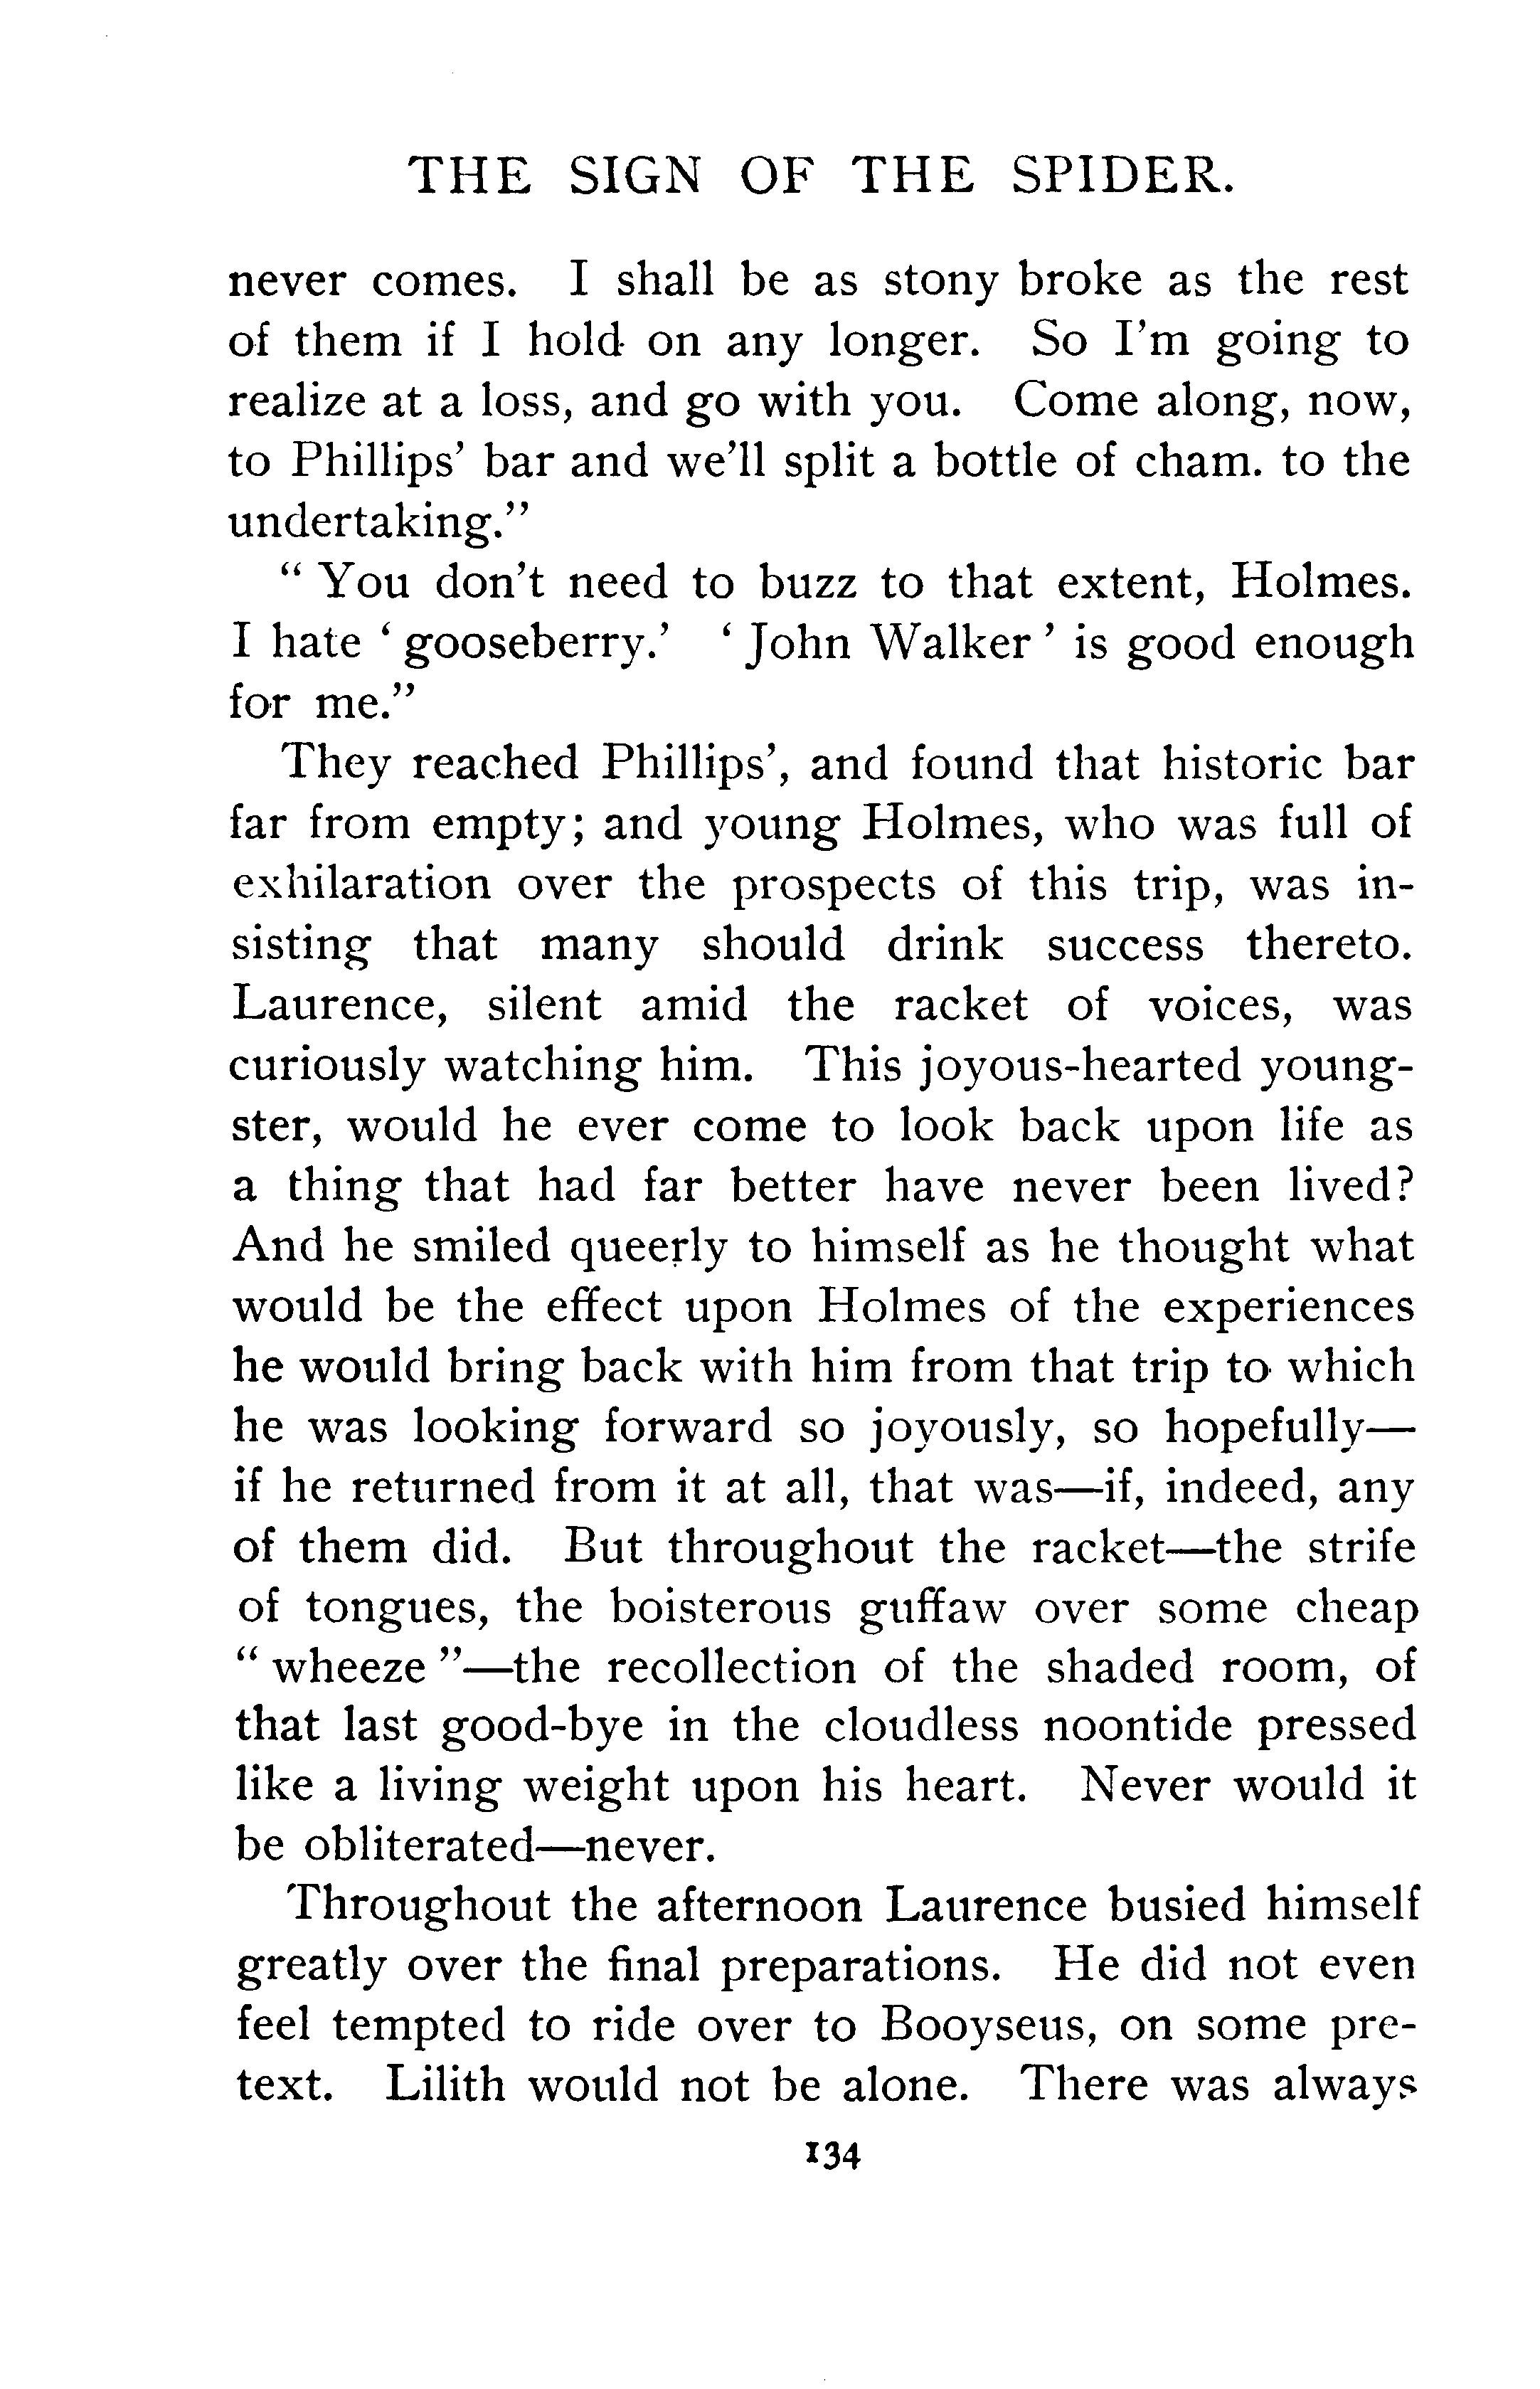 THE SIGN OF THE SPIDER.
never comes. I shall be as stony broke as the rest
of them if I hold on any longer. So I'm going to
realize at a loss, and go with you. Come along, now,
to Phillips' bar and we'll split a bottle of cham. to the
undertaking."
" You don't need to buzz to that extent, Holmes.
I hate ' gooseberry.' ' John Walker ' is good enough
for me."
They reached Phillips', and found that historic bar
far from empty; and young Holmes, who was full of
exhilaration over the prospects of this trip, was in-
sisting that many should drink success thereto.
Laurence, silent amid the racket of voices, was
curiously watching him. This joyous-hearted young-
ster, would he ever come to look back upon life as
a thing that had far better have never been lived?
And he smiled queerly to himself as he thought what
would be the effect upon Holmes of the experiences
he would bring back with him from that trip to which
he was looking forward so joyously, so hopefully—
if he returned from it at all, that was—if, indeed, any
of them did. But throughout the racket—the strife
of tongues, the boisterous guffaw over some cheap
" wheeze "—the recollection of the shaded room, of
that last good-bye in the cloudless noontide pressed
like a living weight upon his heart. Never would it
be obliterated—never.
Throughout the afternoon Laurence busied himself
greatly over the final preparations. He did not even
feel tempted to ride over to Booyseus, on some pre-
text. Lilith would not be alone. There was always
134